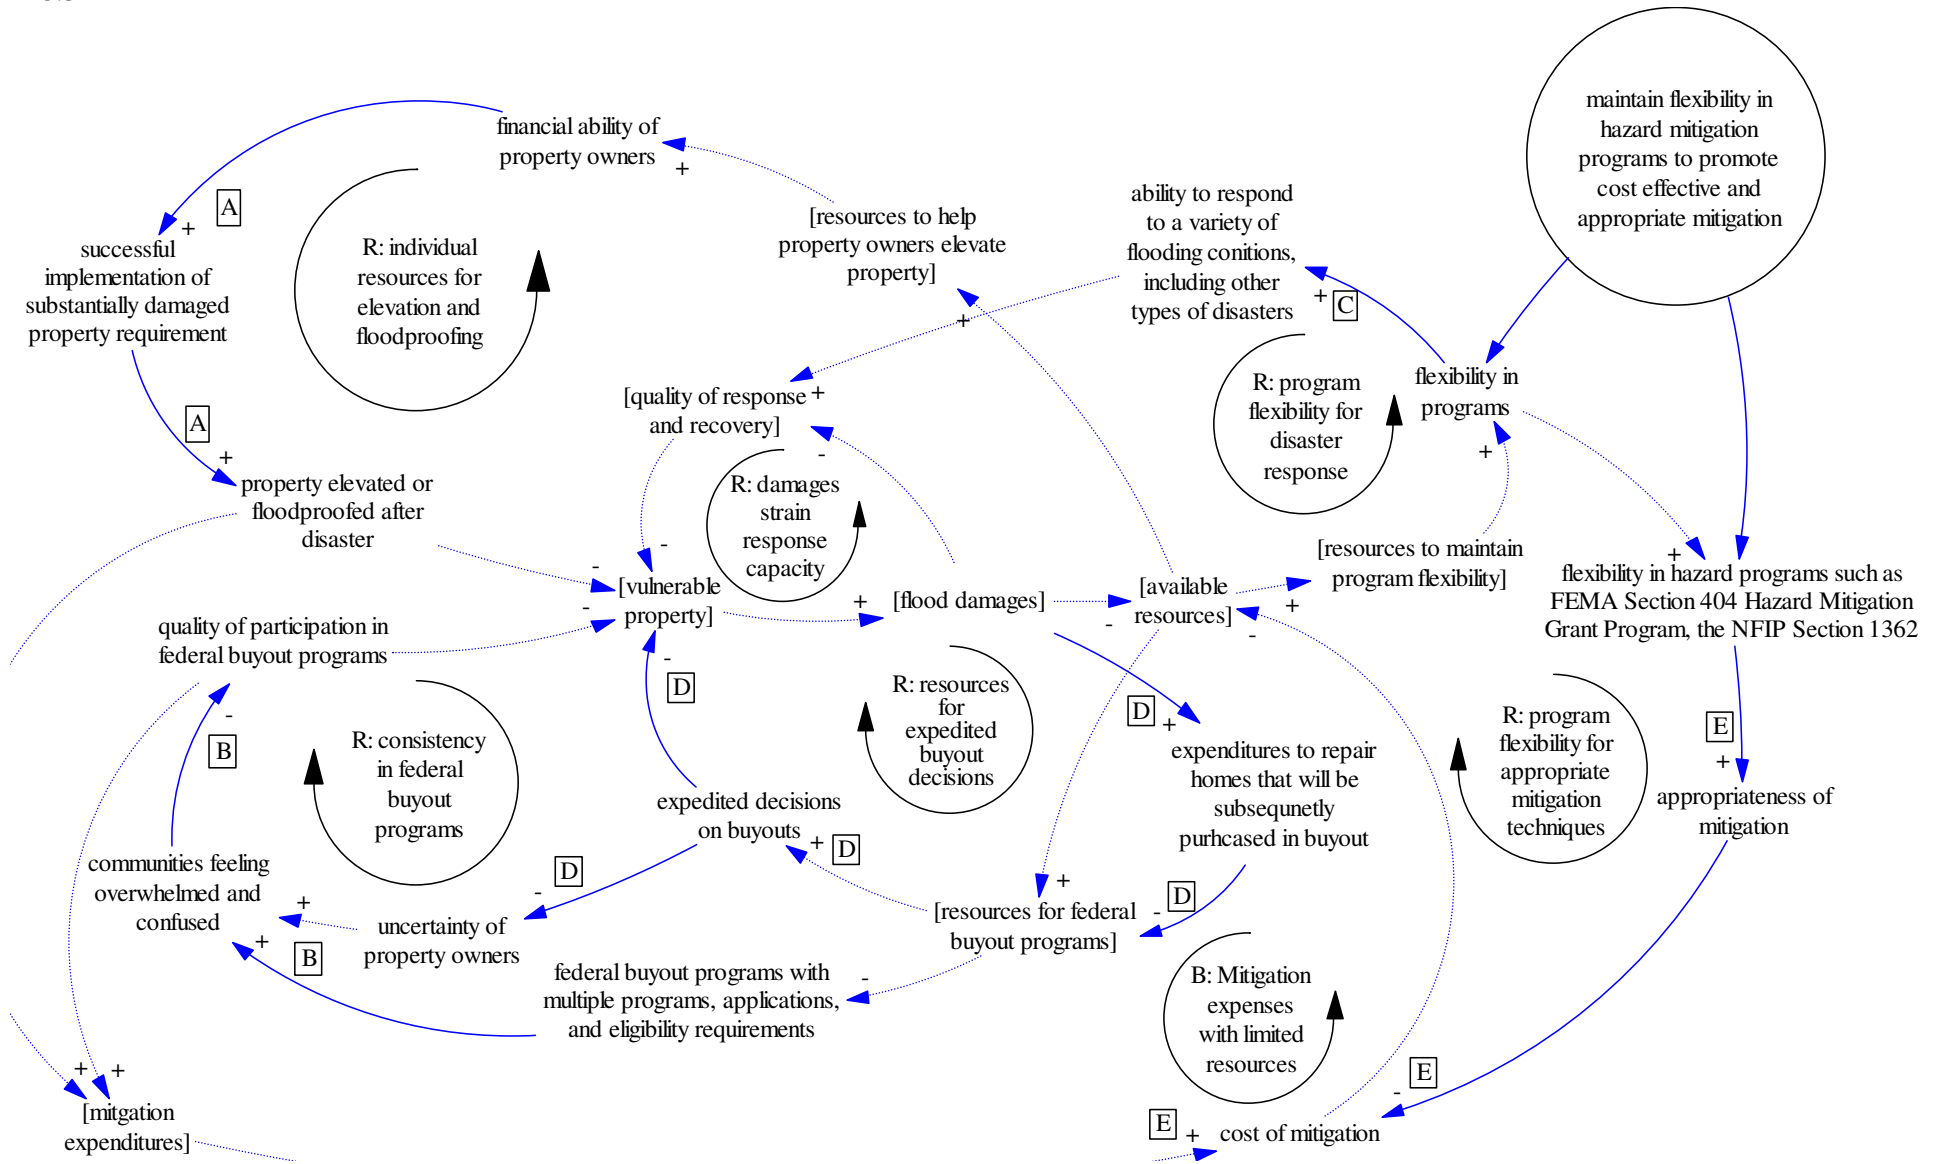 financial ability of
property owners
A
+
+
successful
implementation of
substantially damaged
property requirement
R: individual
resources for
elevation and
floodproofing
[resources to help
property owners elevate
property]
ability to respond
to a variety of
flooding contitions,
including other
types of disasters
maintain flexibility in
hazard mitigation
programs to promote
cost effective and
appropriate mitigation
+
C
+
[quality of response
and recovery]
+
-
R: program
flexibility for
disaster
response
flexibility in
programs
+
A
+
property elevated or
floodproofed after
disaster
R: damages
strain
response
capacity
-
-
-
[vulnerable
property]
+
[flood damages]
-
[available
resources]
+
-
[resources to maintain
program flexibility]
+
flexibility in hazard programs such as
FEMA Section 404 Hazard Mitigation
Grant Program, the NFIP Section 1362
quality of participation in
federal buyout programs
-
D
-
B
R: consistency
in federal
buyout
programs
R: resources
for
expedited
buyout
decisions
D
+
expenditures to repair
homes that will be
subsequnetly
purhcased in buyout
R: program
flexibility for
appropriate
mitigation
techniques
E
+
appropriateness of
mitigation
expedited decisions
on buyouts
+
D
communities feeling
overwhelmed and
confused
+
+
B
-
D
uncertainty of
property owners
+
[resources for federal
buyout programs]
-
D
federal buyout programs with
multiple programs, applications,
and eligibility requirements
-
B: Mitigation
expenses
with limited
resources
+
+
[mitgation
expenditures]
E
+
cost of mitigation
-
E